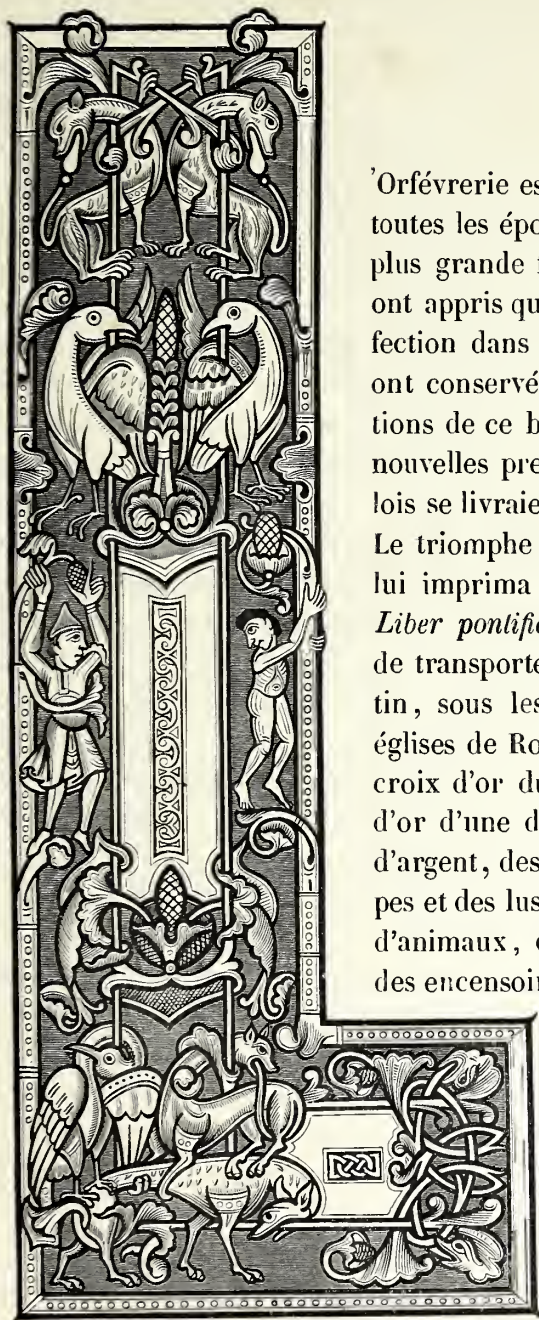 L
'Orfévrerie es
toutes les épo
plus grande
ont appris qu
fection dans
ont conservé
tions de ce b
nouvelles pre
lois se livraie
Le triomphe
lui imprima
Liber pontific
de transporte
tin, sous les
églises de Ro
croix d'or du
d'or d'une d
d'argent, des
pes et des lus
d'animaux,
des encensoir